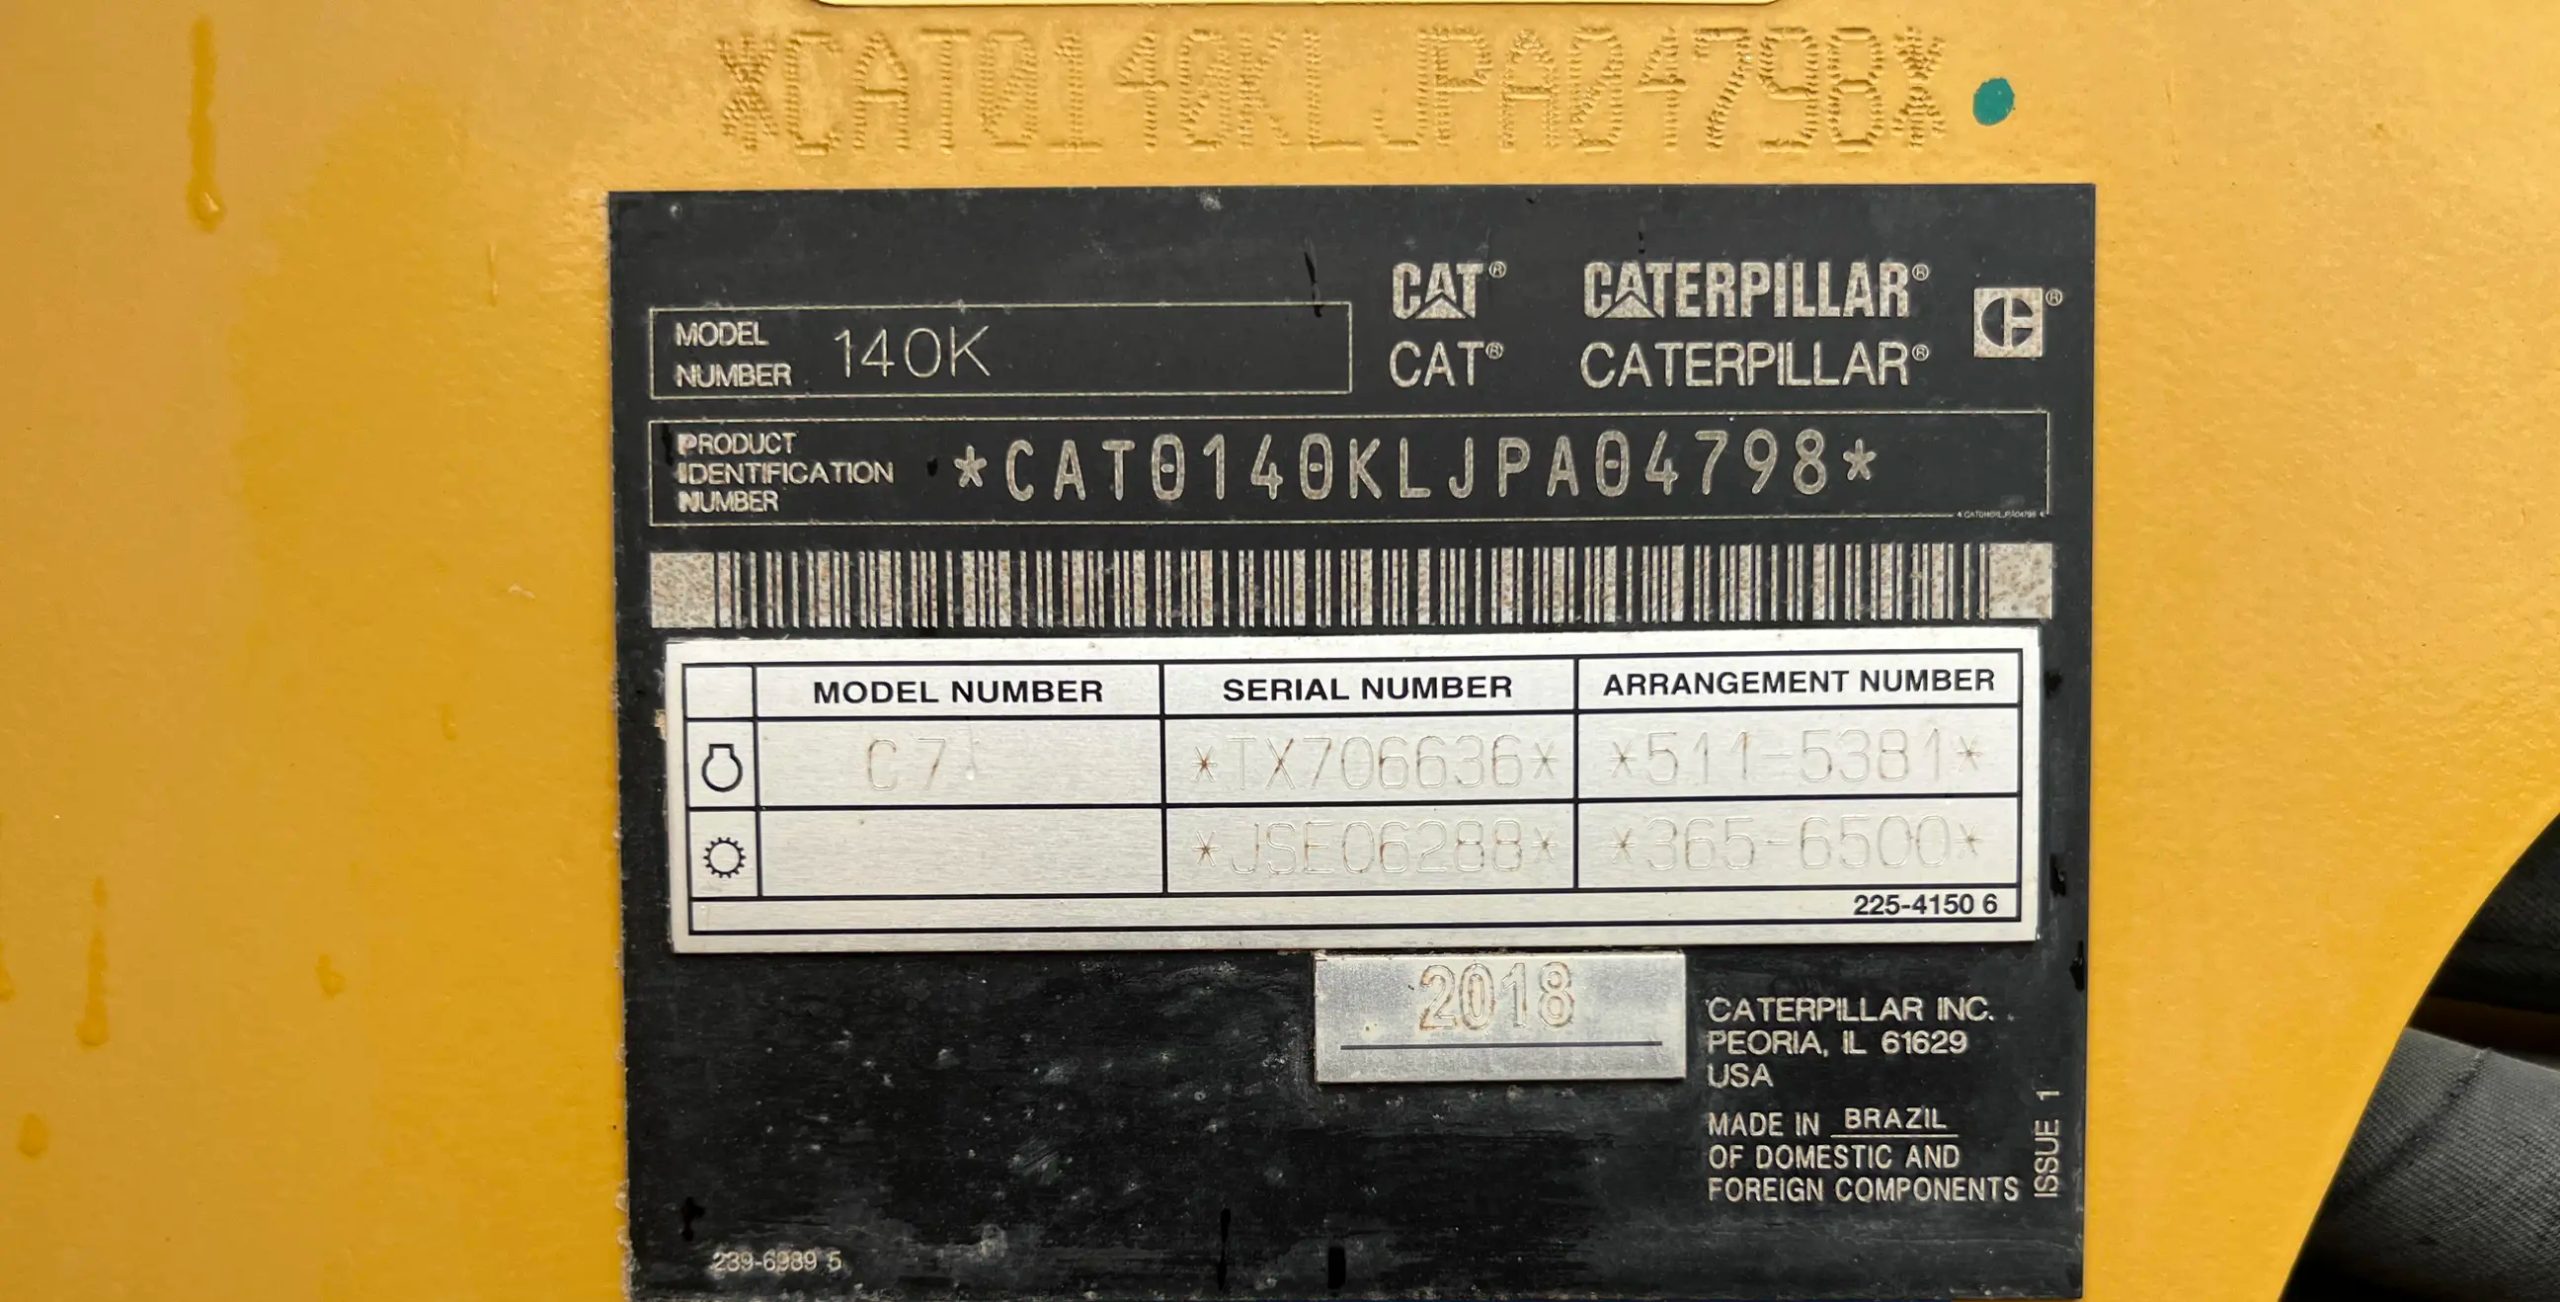 *CAT0140KLJPA04798*
CAT® CATERPILLAR®
MODEL NUMBER 140K
CAT® CATERPILLAR®
PRODUCT IDENTIFICATION NUMBER *CAT0140KLJPA04798*
MODEL NUMBER SERIAL NUMBER ARRANGEMENT NUMBER
C7 *TX706636* *511-5381*
*JSE06288* *365-6500*
225-4150 6
2018
CATERPILLAR INC.
PEORIA, IL 61629
USA
MADE IN BRAZIL
OF DOMESTIC AND
FOREIGN COMPONENTS
ISSUE 1
239-6989 5